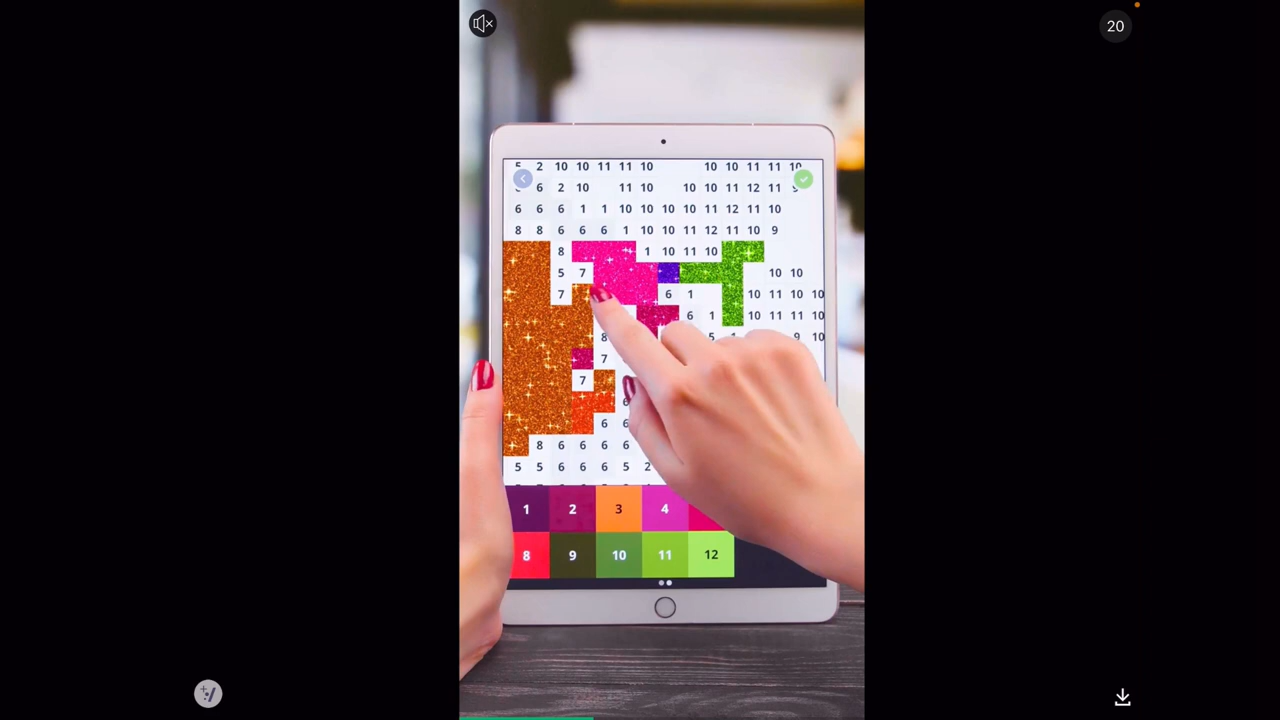 20
5 2 10 10 11 11 10 10 10 11 11 10
6 2 10 11 10 10 10 11 12 11 9
6 6 6 1 1 10 10 10 10 11 12 11 10
8 8 6 6 6 1 10 10 11 12 11 10 9
8 1 10 11 10
5 7 10 10
7 6 1 10 11 10 10
6 1 10 11 11 10
8 5 1 9 10
7
7
6
6 6
8 6 6 6 6
5 5 6 6 6 5 2
1 2 3 4
8 9 10 11 12